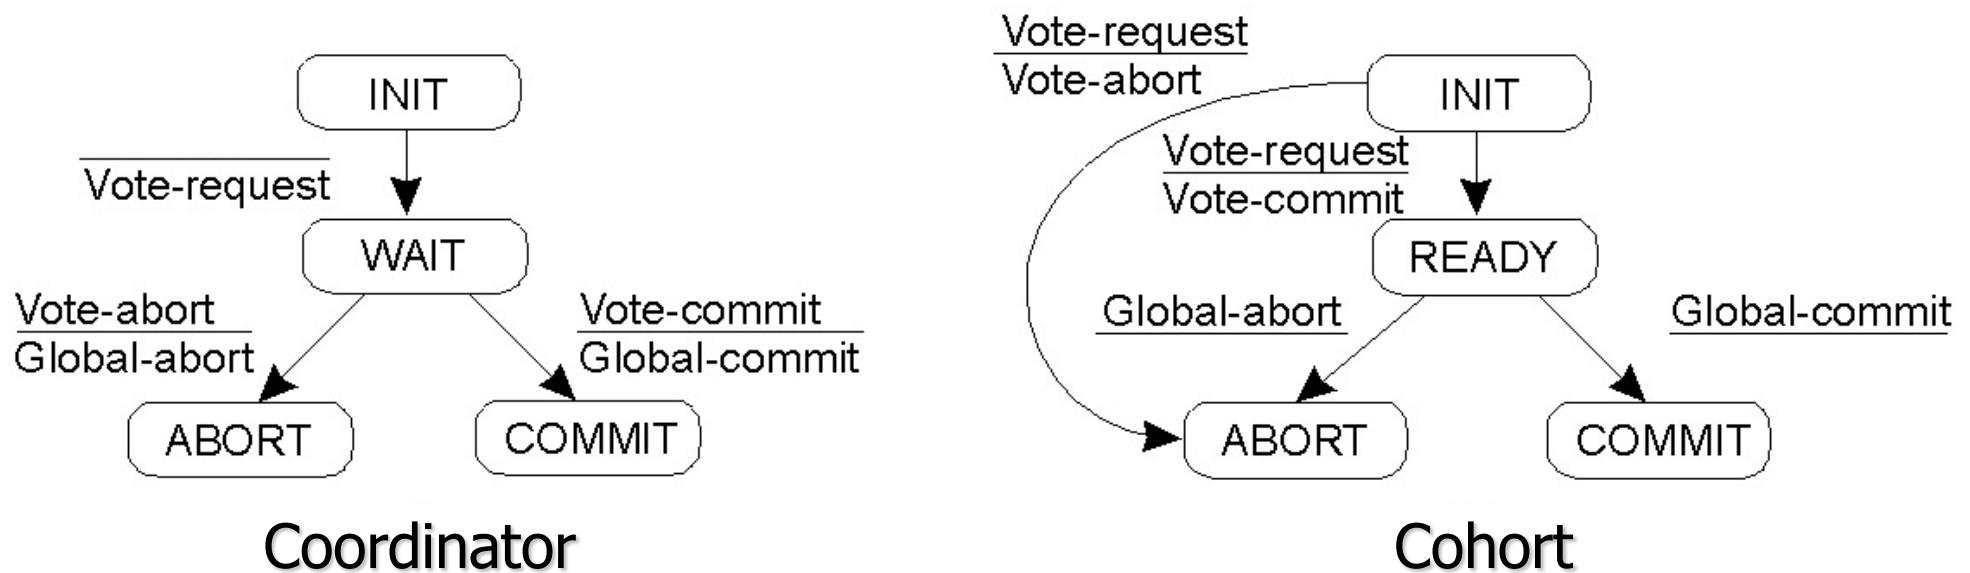 INIT
Vote-request
WAIT
Vote-abort
Global-abort
Vote-commit
Global-commit
ABORT
COMMIT
Coordinator
Vote-request
Vote-abort
INIT
Vote-request
Vote-commit
READY
Global-abort
Global-commit
ABORT
COMMIT
Cohort